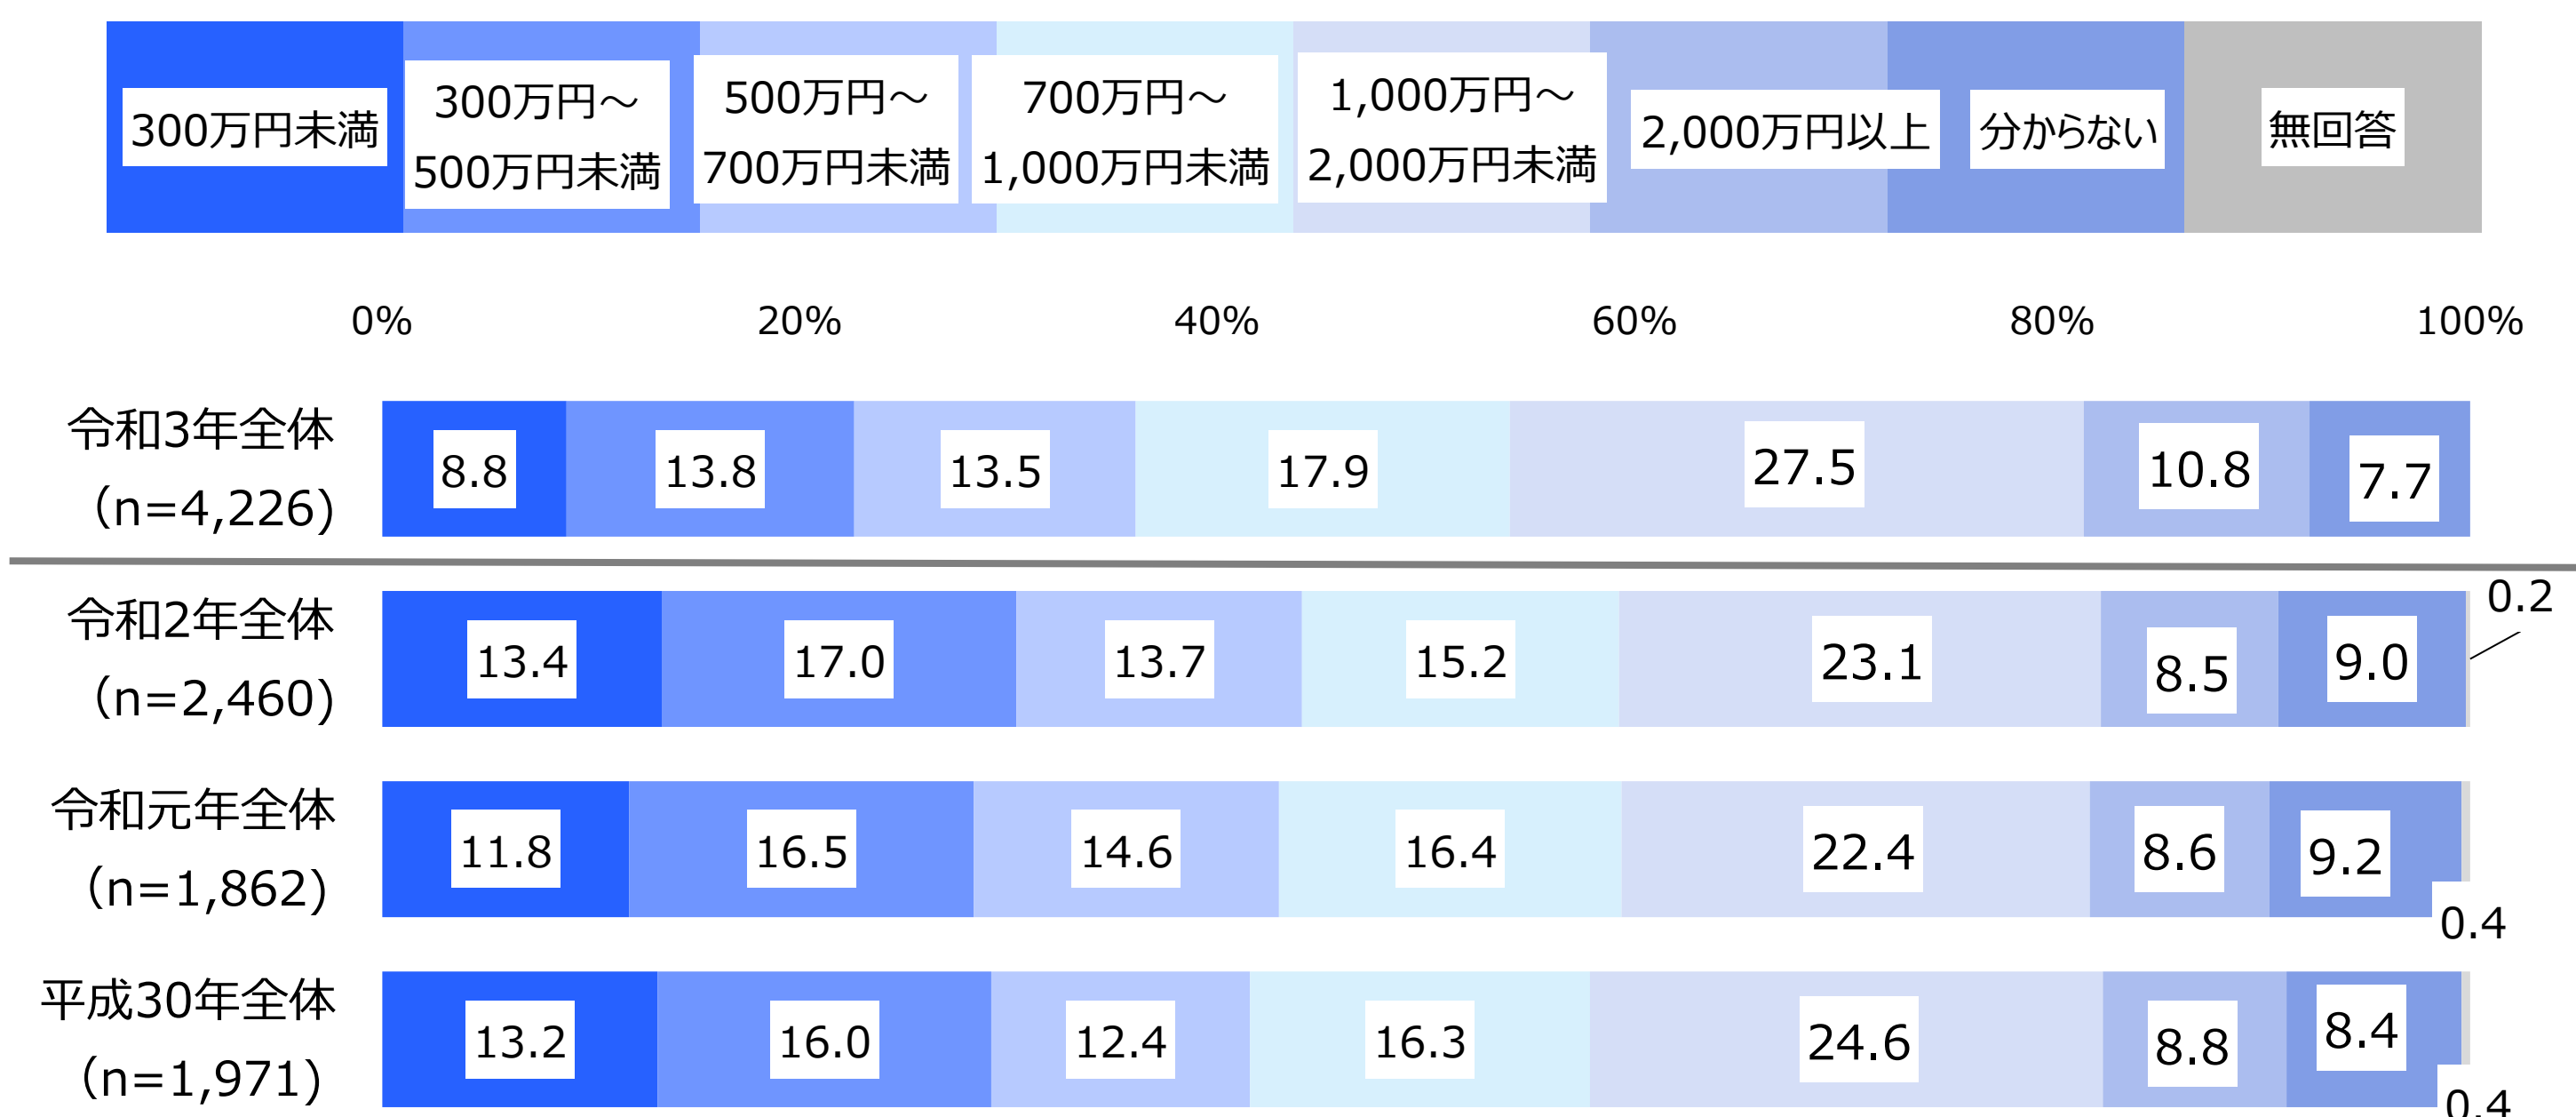 300万円未満
300万円～
500万円未満
500万円～
700万円未満
700万円～
1,000万円未満
1,000万円～
2,000万円未満
2,000万円以上
分からない
無回答
0% 20% 40% 60% 80% 100%
令和3年全体
（n=4,226)
8.8 13.8 13.5 17.9 27.5 10.8 7.7
令和2年全体
（n=2,460)
13.4 17.0 13.7 15.2 23.1 8.5 9.0 0.2
令和元年全体
（n=1,862)
11.8 16.5 14.6 16.4 22.4 8.6 9.2 0.4
平成30年全体
（n=1,971)
13.2 16.0 12.4 16.3 24.6 8.8 8.4 0.4